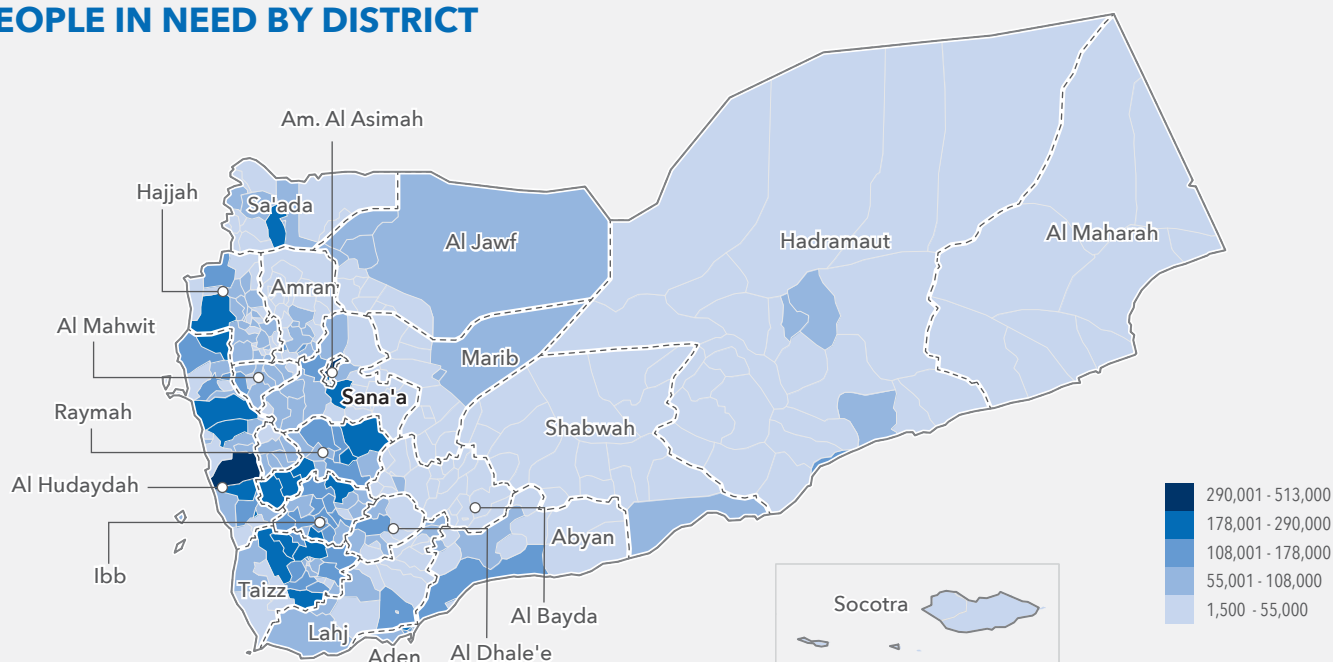 EOPLE IN NEED BY DISTRICT
Am. Al Asimah
Hajjah
Sa'ada
Al Jawf
Hadramaut
Al Maharah
Amran
Al Mahwit
Marib
Sana'a
Raymah
Shabwah
Al Hudaydah
290,001 - 513,000
178,001 - 290,000
108,001 - 178,000
55,001 - 108,000
1,500 - 55,000
Abyan
Ibb
Taizz
Al Bayda
Socotra
Lahj
Aden
Al Dhale'e